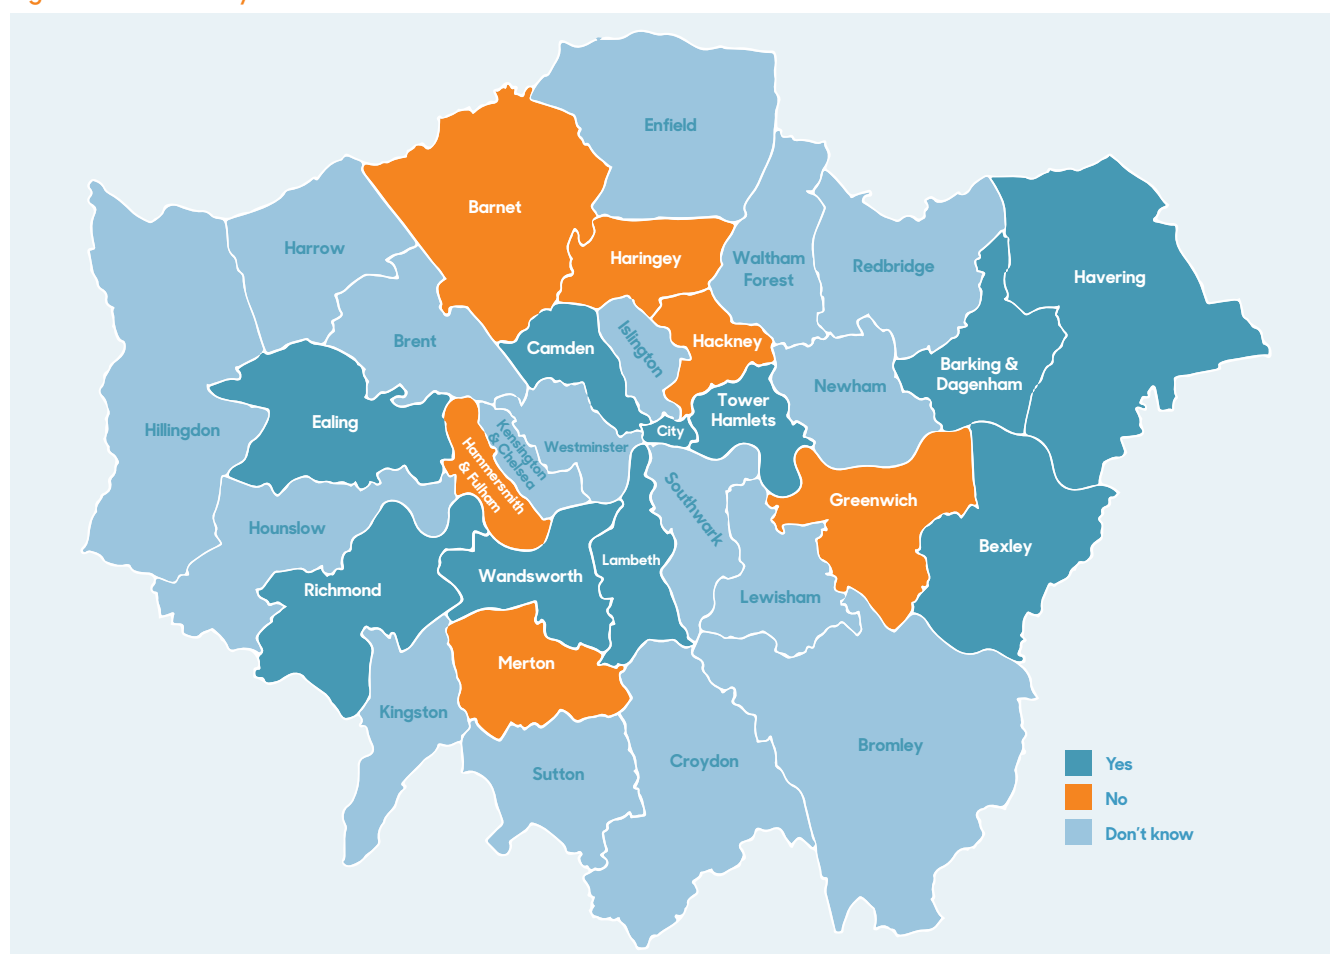 Enfield
Barnet
Harrow
Haringey
Waltham
Forest
Redbridge
Havering
Brent
Camden
Islington
Hackney
Barking &
Dagenham
Newham
Tower
Hamlets
Hillingdon
Ealing
City
Hammersmith
& Fulham
Kensington
& Chelsea
Westminster
Southwark
Greenwich
Hounslow
Bexley
Richmond
Wandsworth
Lambeth
Lewisham
Merton
Kingston
Sutton
Croydon
Bromley
Yes
No
Don't know